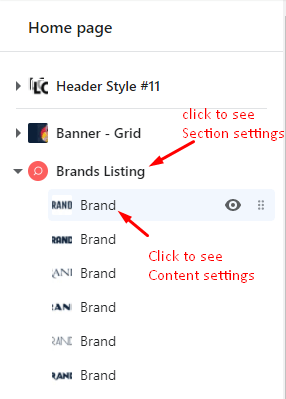 Home page
Header Style #11
click to see
Section settings
Banner - Grid
Brands Listing
Brand
Click to see
Content settings
Brand
Brand
Brand
Brand
Brand